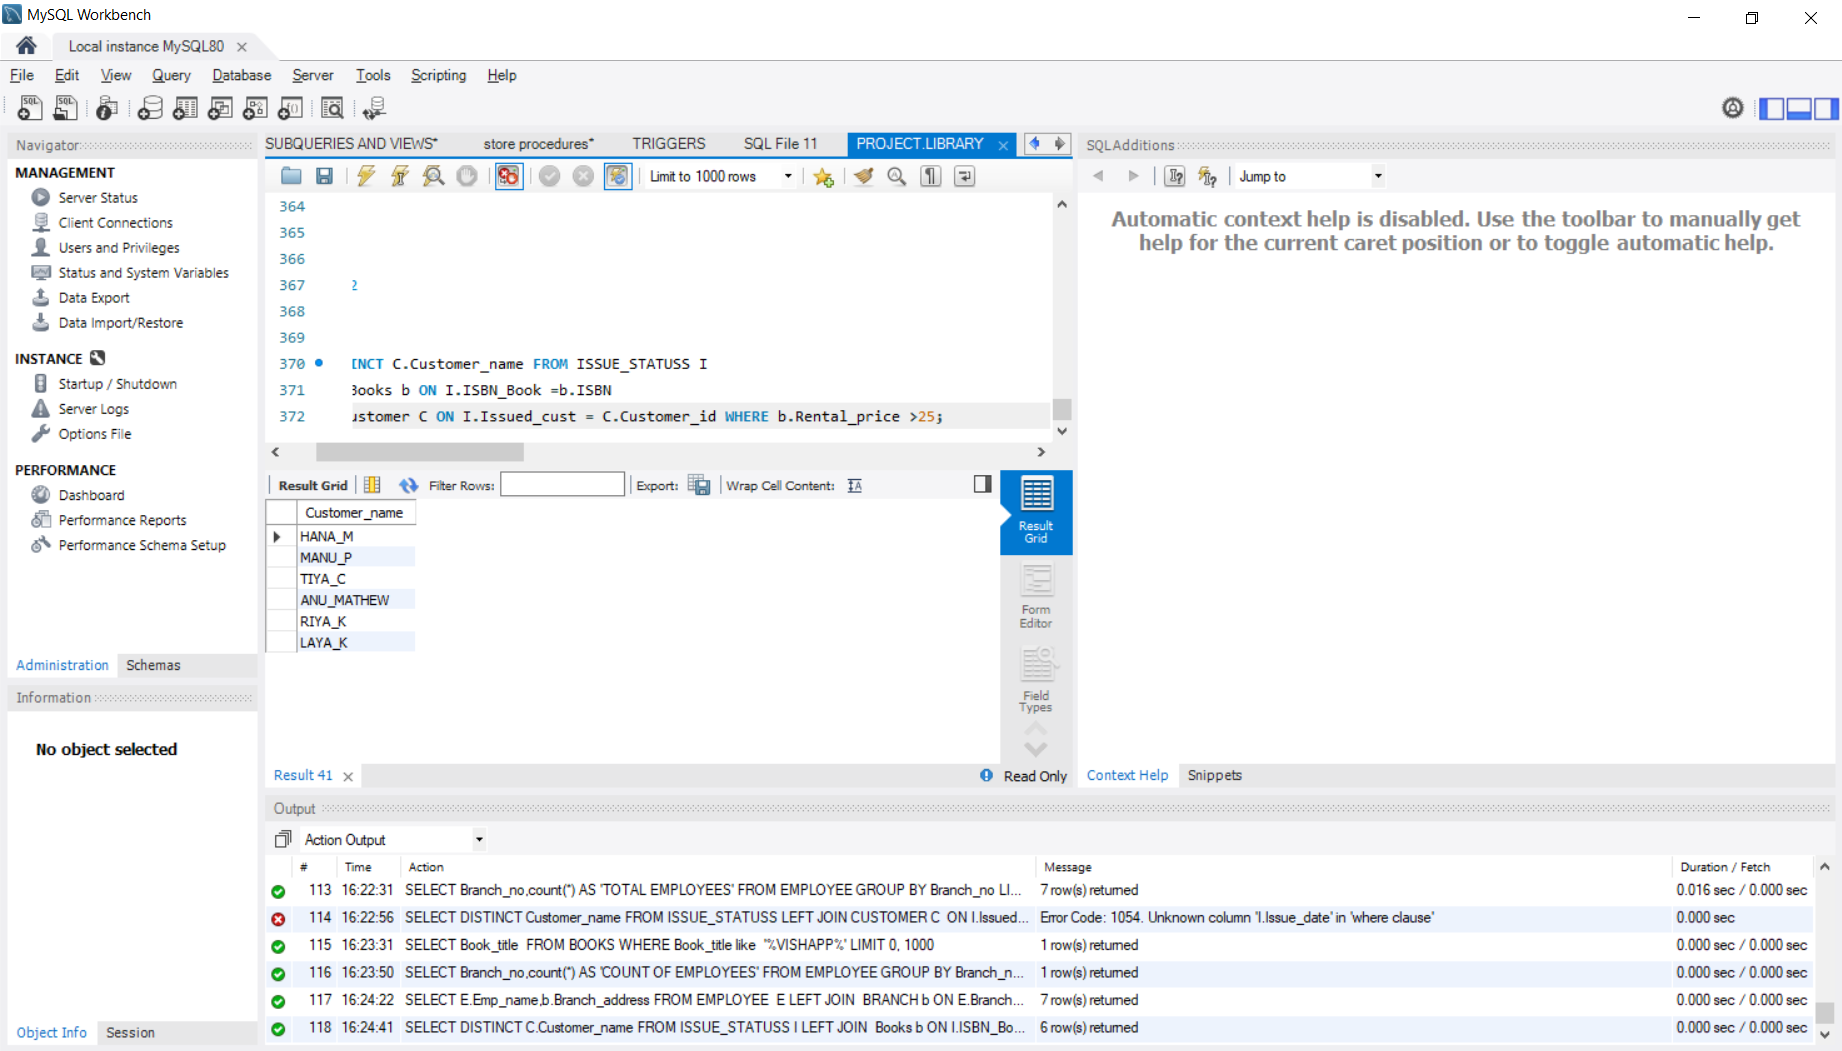 MySQL Workbench
Local instance MySQL80
File Edit View Query Database Server Tools Scripting Help
Navigator
MANAGEMENT
Server Status
Client Connections
Users and Privileges
Status and System Variables
Data Export
Data Import/Restore
INSTANCE
Startup / Shutdown
Server Logs
Options File
PERFORMANCE
Dashboard
Performance Reports
Performance Schema Setup
Administration Schemas
Information
No object selected
Object Info Session
SUBQUERIES AND VIEWS* store procedures* TRIGGERS SQL File 11 PROJECT.LIBRARY
Limit to 1000 rows
364
365
366
367 2
368
369
370 INCT C.Customer_name FROM ISSUE_STATUSS I
371 Books b ON I.ISBN_Book =b.ISBN
372 ustomer C ON I.Issued_cust = C.Customer_id WHERE b.Rental_price >25;
Result Grid Filter Rows: Export: Wrap Cell Content:
Customer_name
HANA_M
MANU_P
TIYA_C
ANU_MATHEW
RIYA_K
LAYA_K
Result Grid
Form Editor
Field Types
Result 41 Read Only
SQLAdditions
Jump to
Automatic context help is disabled. Use the toolbar to manually get
help for the current caret position or to toggle automatic help.
Context Help Snippets
Output
Action Output
# Time Action Message Duration / Fetch
113 16:22:31 SELECT Branch_no,count(*) AS 'TOTAL EMPLOYEES' FROM EMPLOYEE GROUP BY Branch_no LI... 7 row(s) returned 0.016 sec / 0.000 sec
114 16:22:56 SELECT DISTINCT Customer_name FROM ISSUE_STATUSS LEFT JOIN CUSTOMER C ON I.Issued... Error Code: 1054. Unknown column 'I.Issue_date' in 'where clause' 0.000 sec
115 16:23:31 SELECT Book_title FROM BOOKS WHERE Book_title like '%VISHAPP%' LIMIT 0, 1000 1 row(s) returned 0.000 sec / 0.000 sec
116 16:23:50 SELECT Branch_no,count(*) AS 'COUNT OF EMPLOYEES' FROM EMPLOYEE GROUP BY Branch_n... 1 row(s) returned 0.000 sec / 0.000 sec
117 16:24:22 SELECT E.Emp_name,b.Branch_address FROM EMPLOYEE E LEFT JOIN BRANCH b ON E.Branch... 7 row(s) returned 0.000 sec / 0.000 sec
118 16:24:41 SELECT DISTINCT C.Customer_name FROM ISSUE_STATUSS I LEFT JOIN Books b ON I.ISBN_Bo... 6 row(s) returned 0.000 sec / 0.000 sec